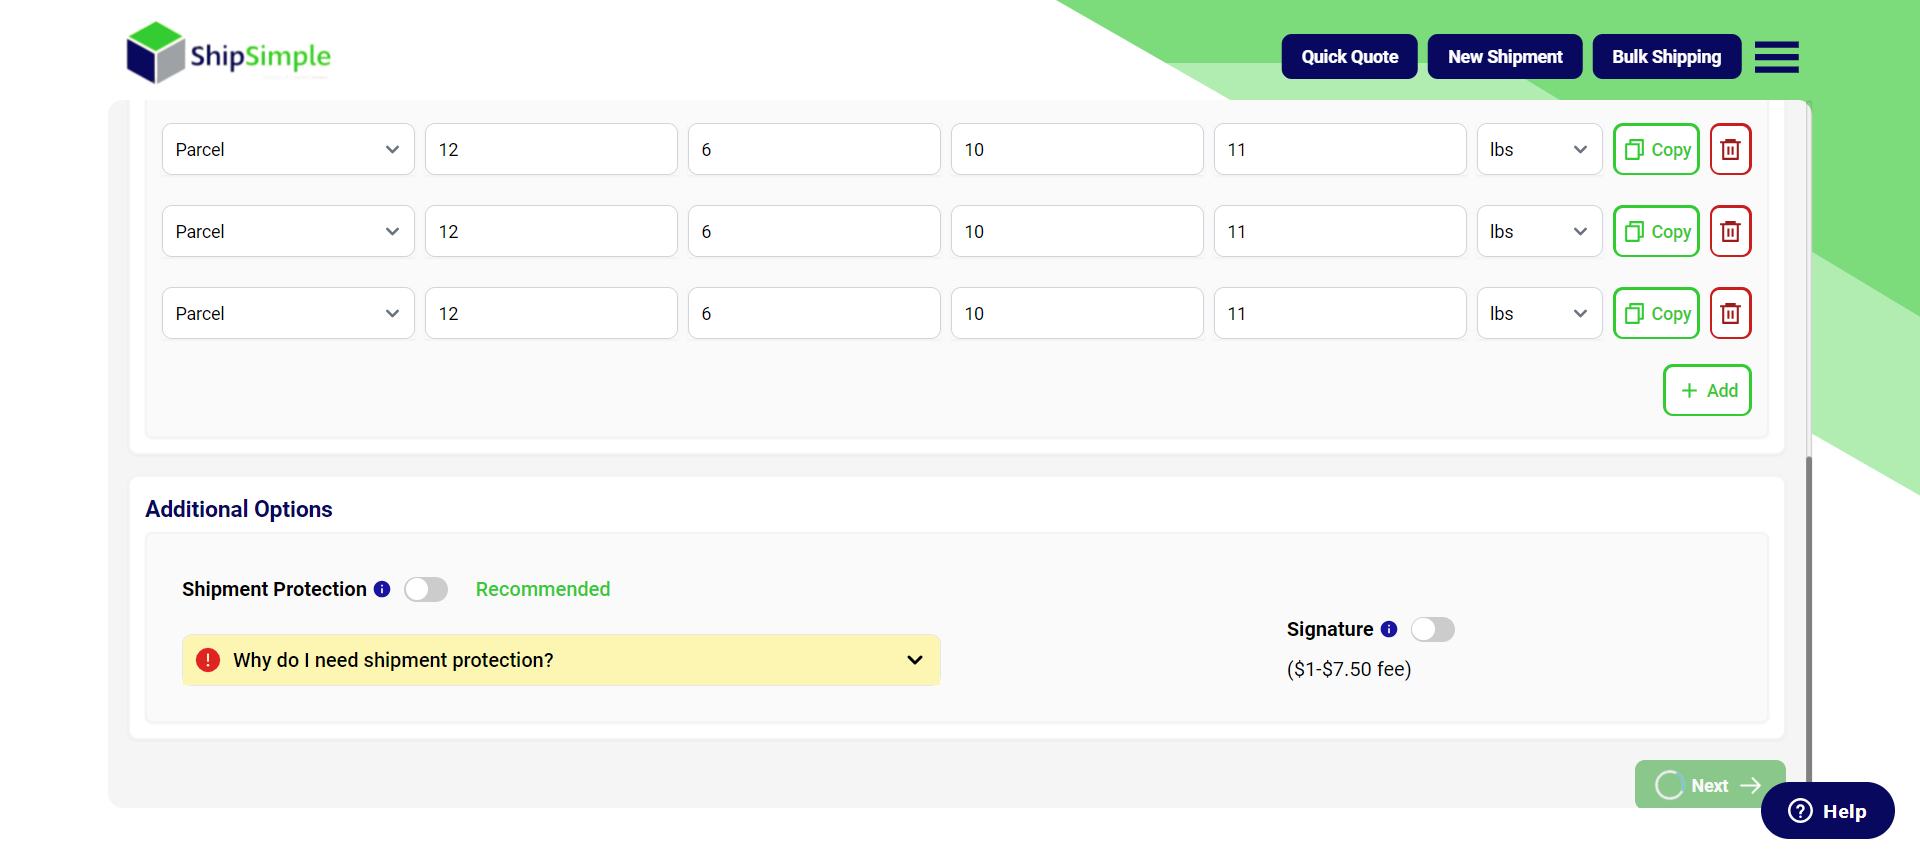 ShipSimple
Quick Quote
New Shipment
Bulk Shipping
Parcel 12 6 10 11 lbs Copy
Parcel 12 6 10 11 lbs Copy
Parcel 12 6 10 11 lbs Copy
+ Add
Additional Options
Shipment Protection i Recommended
! Why do I need shipment protection?
Signature i
($1-$7.50 fee)
Next →
? Help